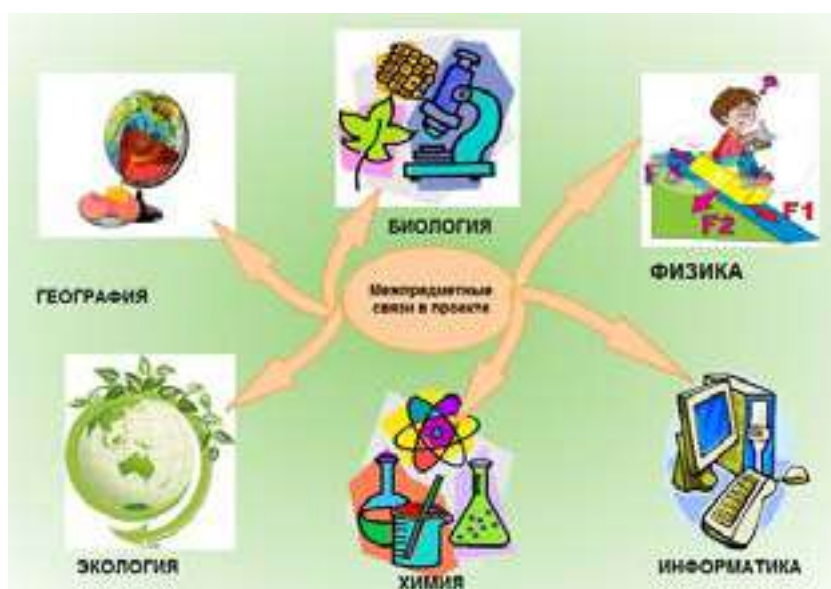 БИОЛОГИЯ
ФИЗИКА
ГЕОГРАФИЯ
Межпредметные
связи в проекте
ЭКОЛОГИЯ
ХИМИЯ
ИНФОРМАТИКА
F2
F1